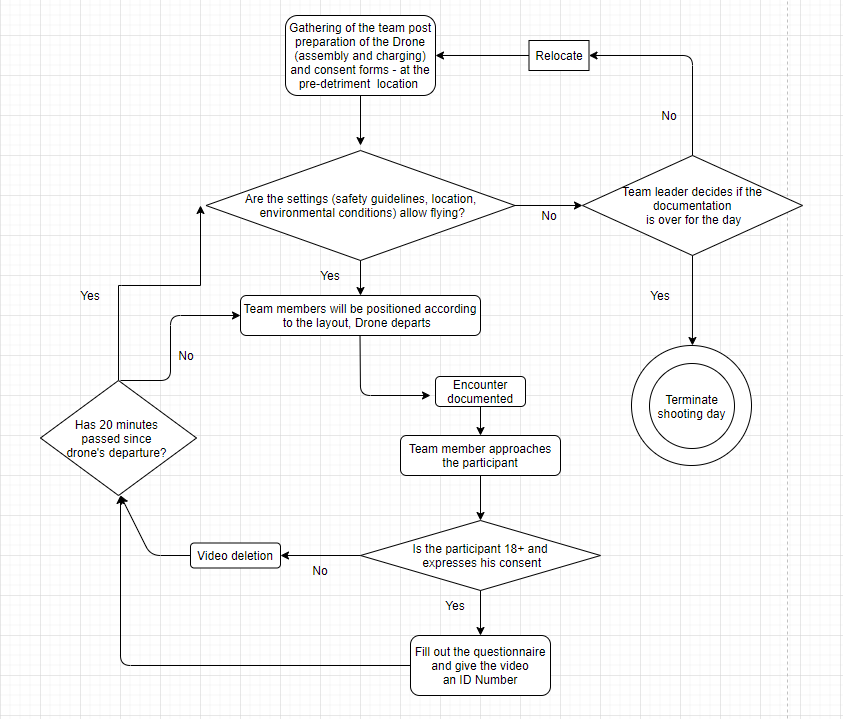 Gathering of the team post
preparation of the Drone
(assembly and charging)
and consent forms - at the
pre-detriment location
Relocate
No
Are the settings (safety guidelines, location,
environmental conditions) allow flying?
No
Team leader decides if the
documentation
is over for the day
Yes
Yes
Yes
Team members will be positioned according
to the layout, Drone departs
No
Encounter
documented
Terminate
shooting day
Has 20 minutes
passed since
drone's departure?
Team member approaches
the participant
Is the participant 18+ and
expresses his consent
Video deletion
No
Yes
Fill out the questionnaire
and give the video
an ID Number